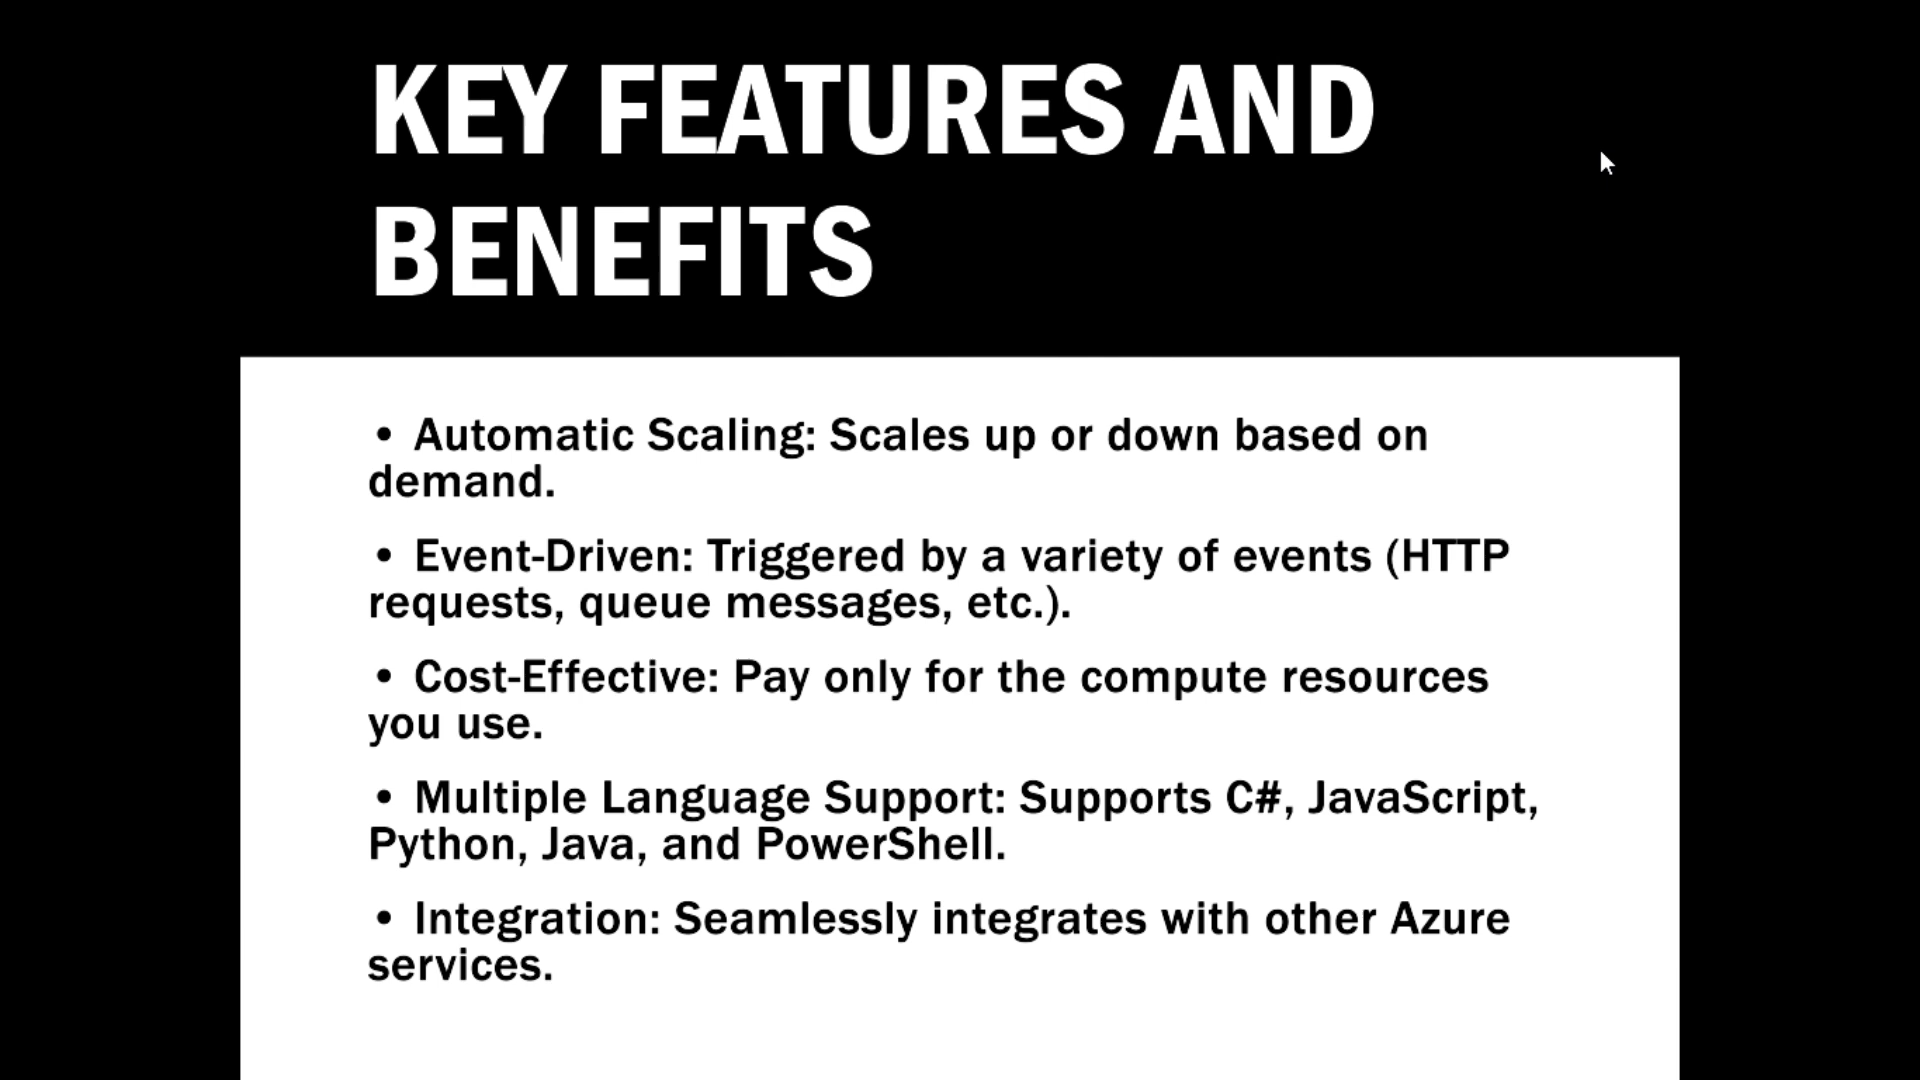 KEY FEATURES AND
BENEFITS
• Automatic Scaling: Scales up or down based on
demand.
• Event-Driven: Triggered by a variety of events (HTTP
requests, queue messages, etc.).
• Cost-Effective: Pay only for the compute resources
you use.
• Multiple Language Support: Supports C#, JavaScript,
Python, Java, and PowerShell.
• Integration: Seamlessly integrates with other Azure
services.